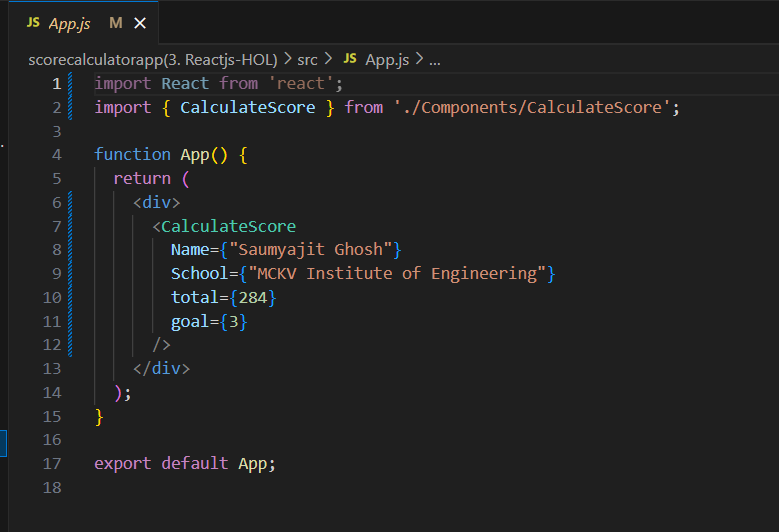 JS App.js M ×
scorecalculatorapp(3. Reactjs-HOL) > src > JS App.js > ...
1 import React from 'react';
2 import { CalculateScore } from './Components/CalculateScore';
3
4 function App() {
5   return (
6     <div>
7       <CalculateScore
8         Name={"Saumyajit Ghosh"}
9         School={"MCKV Institute of Engineering"}
10         total={284}
11         goal={3}
12       />
13     </div>
14   );
15 }
16
17 export default App;
18